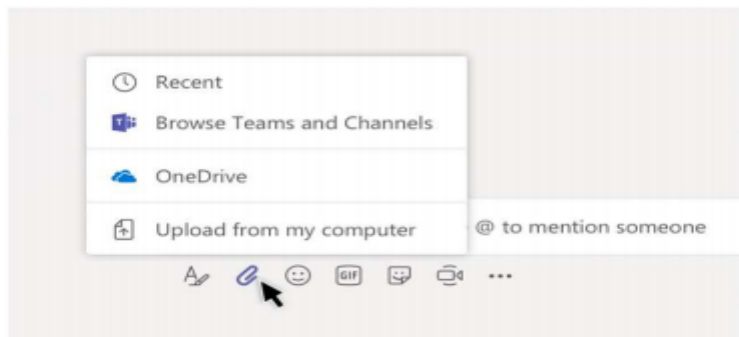 Recent
Browse Teams and Channels
OneDrive
Upload from my computer
@ to mention someone
GIF